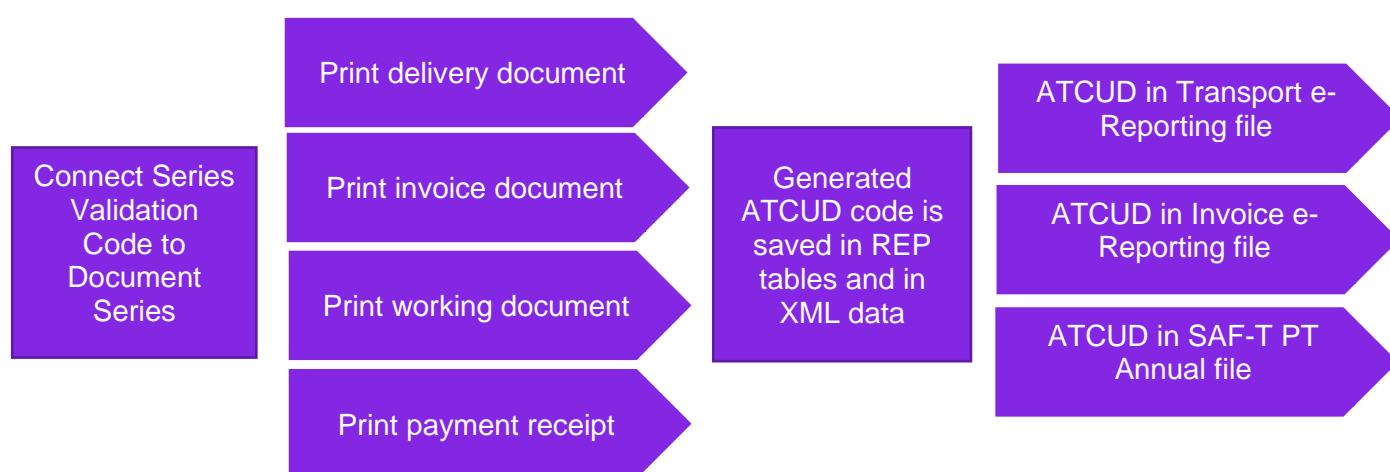 Connect Series
Validation
Code to
Document
Series
Print delivery document
Print invoice document
Print working document
Print payment receipt
Generated
ATCUD code is
saved in REP
tables and in
XML data
ATCUD in Transport e-
Reporting file
ATCUD in Invoice e-
Reporting file
ATCUD in SAF-T PT
Annual file